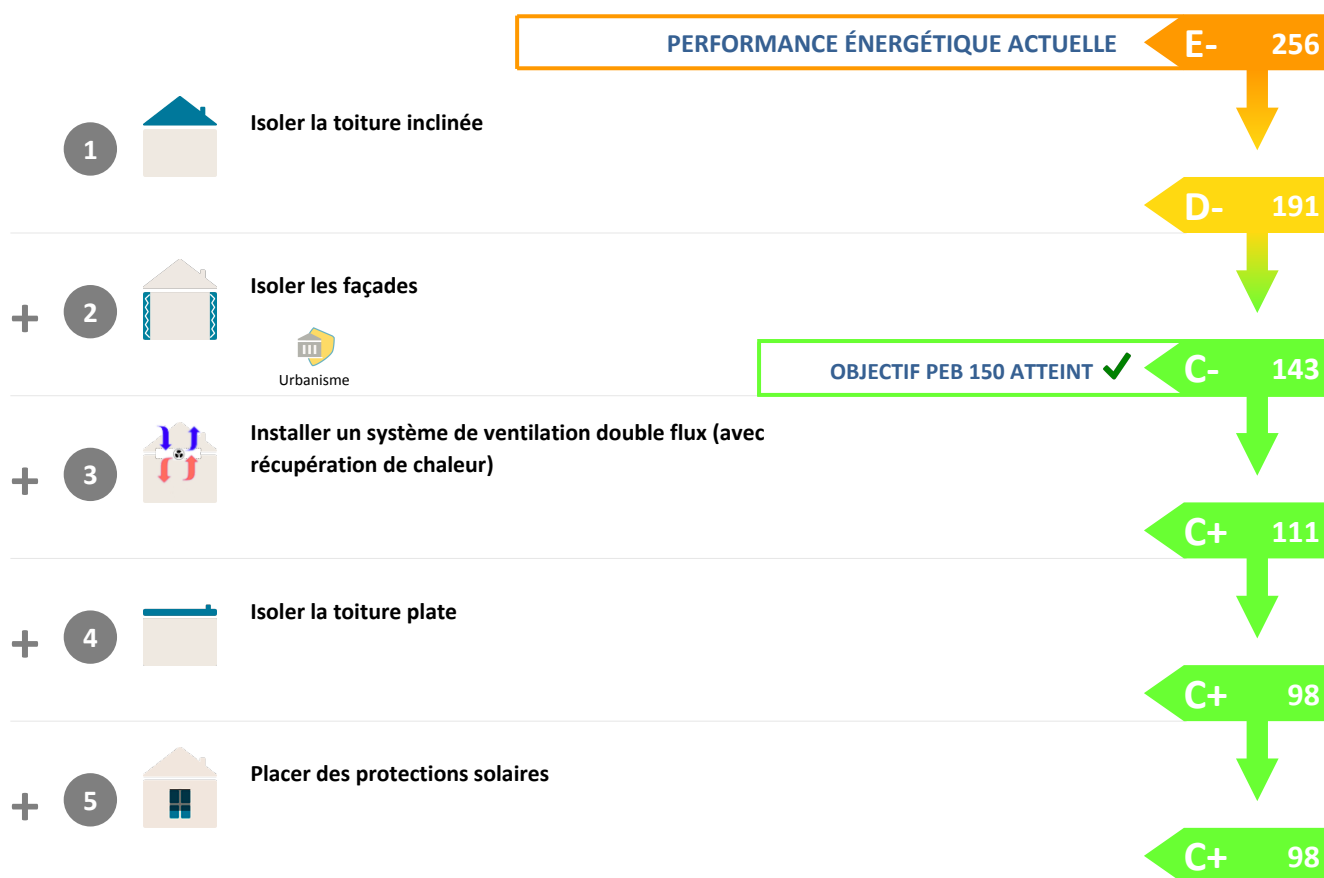 PERFORMANCE ÉNERGÉTIQUE ACTUELLE E- 256
1 Isoler la toiture inclinée
D- 191
+ 2 Isoler les façades
Urbanisme
OBJECTIF PEB 150 ATTEINT ✓ C- 143
+ 3 Installer un système de ventilation double flux (avec
récupération de chaleur)
C+ 111
+ 4 Isoler la toiture plate
C+ 98
+ 5 Placer des protections solaires
C+ 98